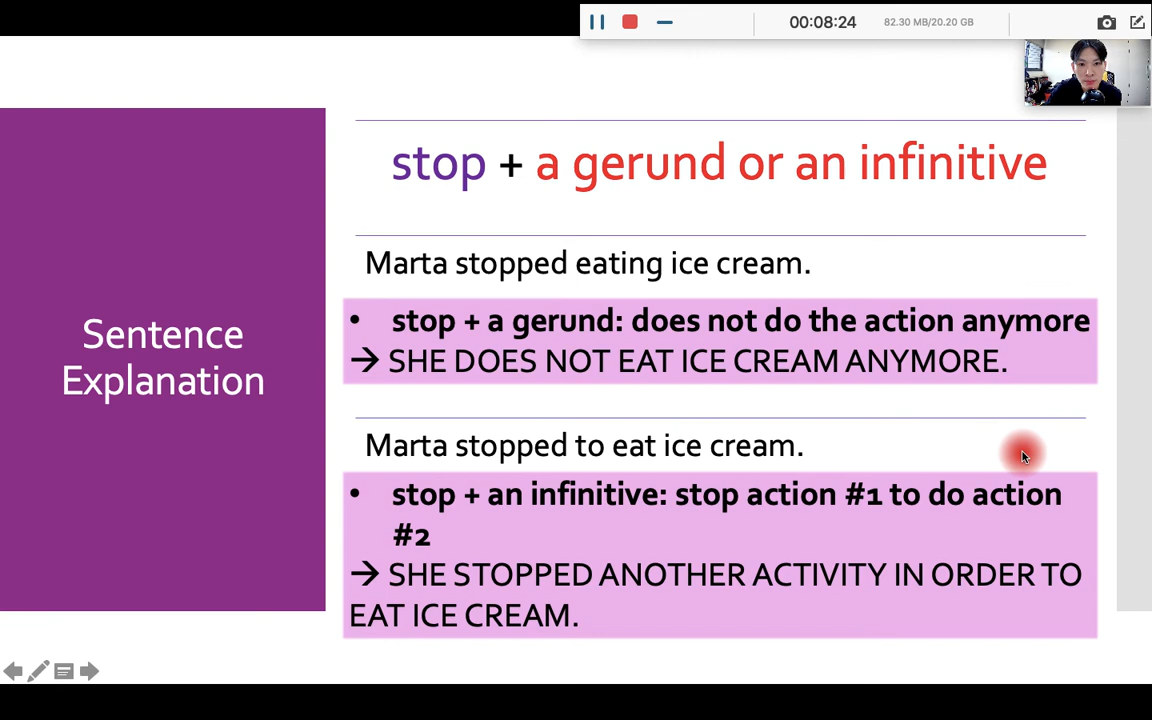 00:08:24
82.30 MB/20.20 GB
Sentence
Explanation
stop + a gerund or an infinitive
Marta stopped eating ice cream.
• stop + a gerund: does not do the action anymore
→ SHE DOES NOT EAT ICE CREAM ANYMORE.
Marta stopped to eat ice cream.
• stop + an infinitive: stop action #1 to do action
#2
→ SHE STOPPED ANOTHER ACTIVITY IN ORDER TO
EAT ICE CREAM.